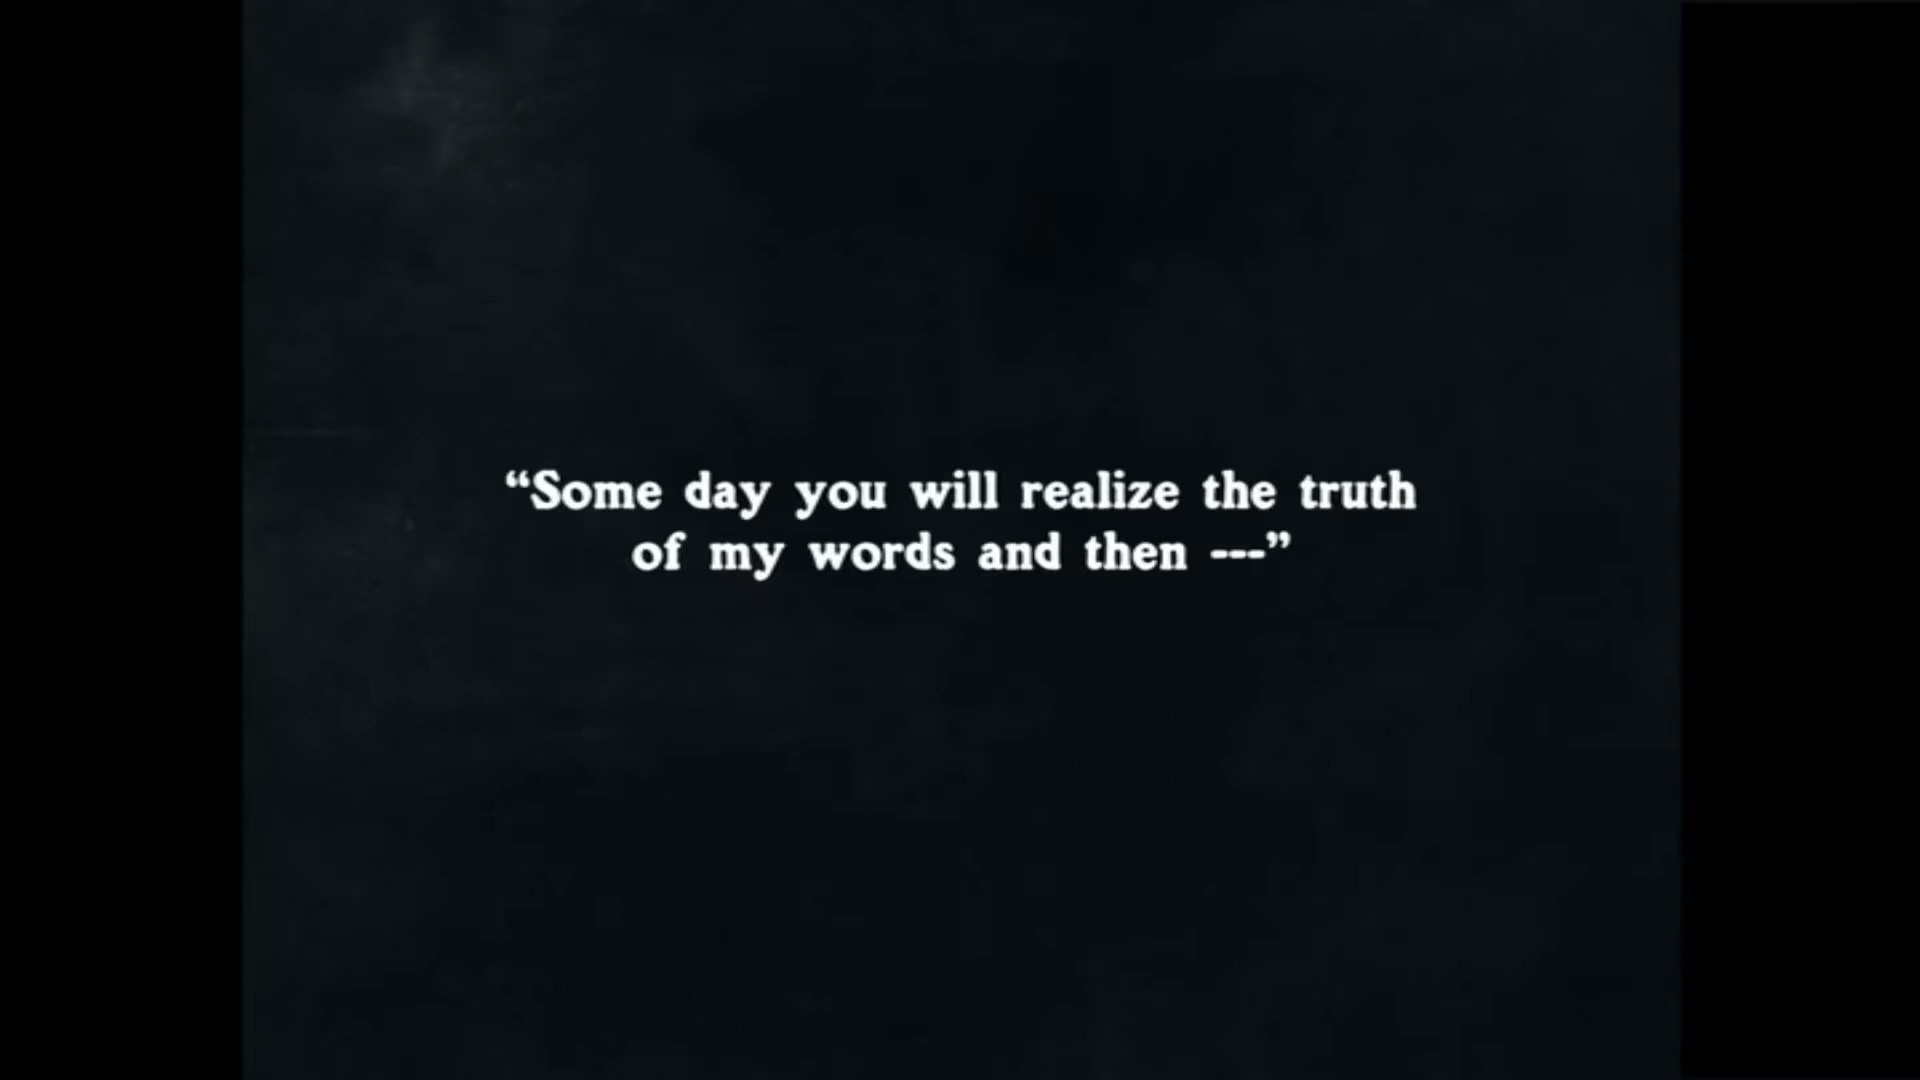 “Some day you will realize the truth
of my words and then ---”